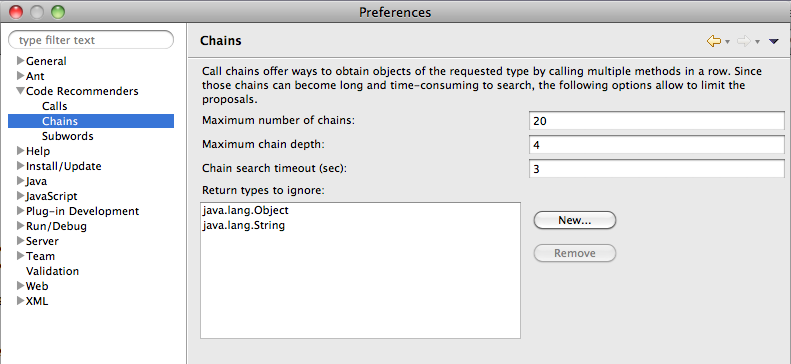 Preferences
type filter text
General
Ant
Code Recommenders
Calls
Chains
Subwords
Help
Install/Update
Java
JavaScript
Plug-in Development
Run/Debug
Server
Team
Validation
Web
XML
Chains
Call chains offer ways to obtain objects of the requested type by calling multiple methods in a row. Since
those chains can become long and time-consuming to search, the following options allow to limit the
proposals.
Maximum number of chains: 20
Maximum chain depth: 4
Chain search timeout (sec): 3
Return types to ignore:
java.lang.Object
java.lang.String
New...
Remove